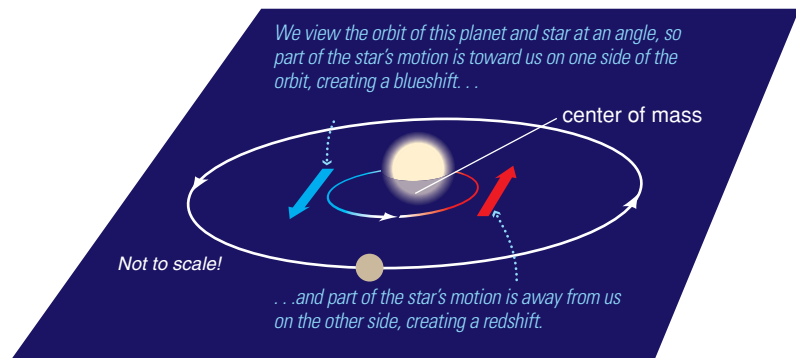 We view the orbit of this planet and star at an angle, so
part of the star's motion is toward us on one side of the
orbit, creating a blueshift. . .
center of mass
Not to scale!
. . .and part of the star's motion is away from us
on the other side, creating a redshift.